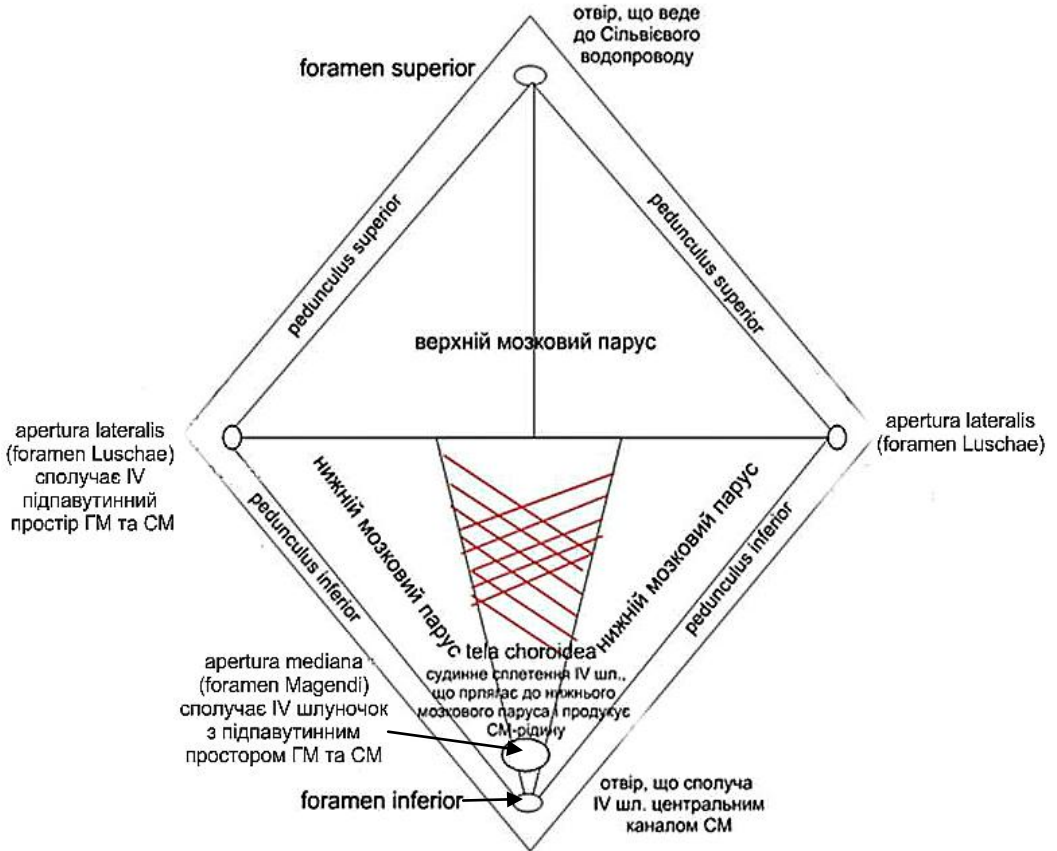 отвір, що веде
до Сільвієвого
водопроводу
foramen superior
pedunculus superior
pedunculus superior
верхній мозковий парус
apertura lateralis
(foramen Luschae)
сполучає IV
підпавутинний
простір ГМ та СМ
apertura lateralis
(foramen Luschae)
нижній мозковий парус
нижній мозковий парус
pedunculus inferior
pedunculus inferior
tela choroidea
судинне сплетення IV шл.,
що прлягає до нижнього
мозкового паруса і продукує
СМ-рідину
apertura mediana
(foramen Magendi)
сполучає IV шлуночок
з підпавутинним
простором ГМ та СМ
foramen inferior
отвір, що сполуча
IV шл. центральним
каналом СМ